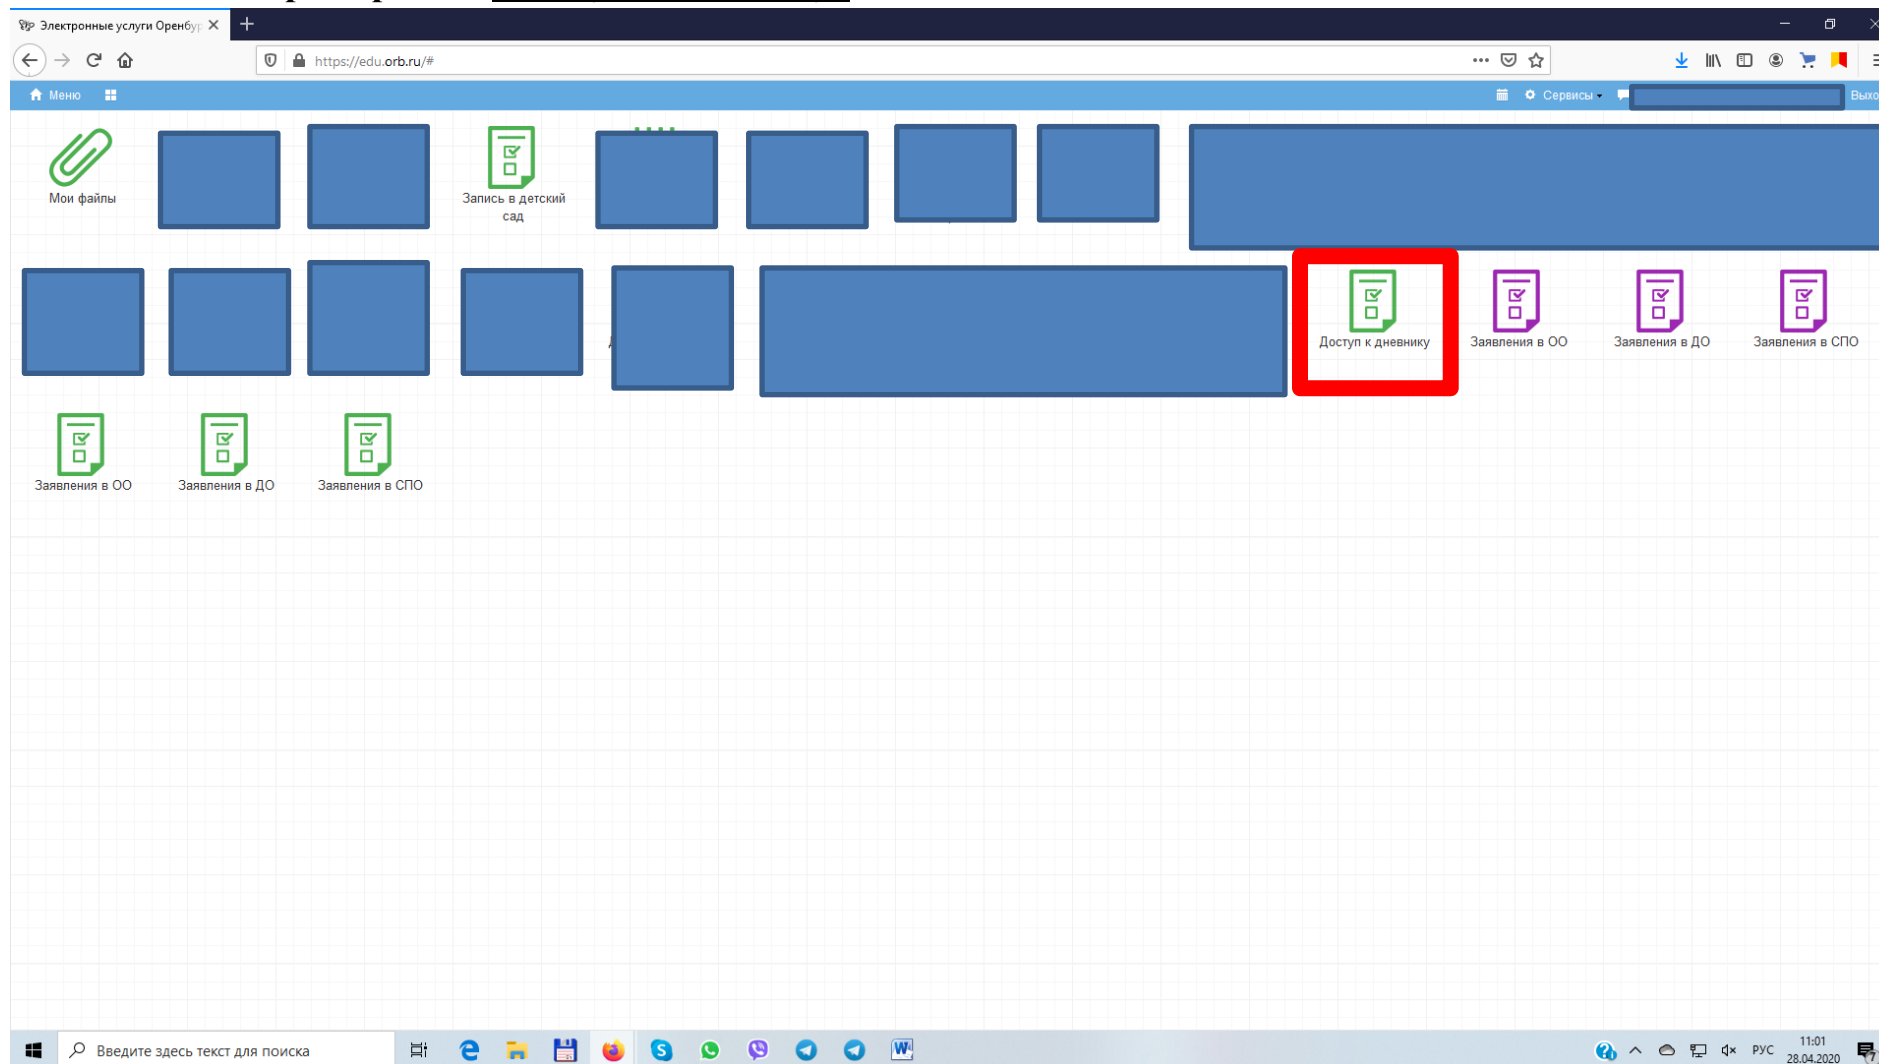 Электронные услуги Оренбур
https://edu.orb.ru/#
Меню
Сервисы
Мои файлы
Запись в детский
сад
Доступ к дневнику
Заявления в ОО
Заявления в ДО
Заявления в СПО
Заявления в ОО
Заявления в ДО
Заявления в СПО
Введите здесь текст для поиска
РУС
11:01
28.04.2020